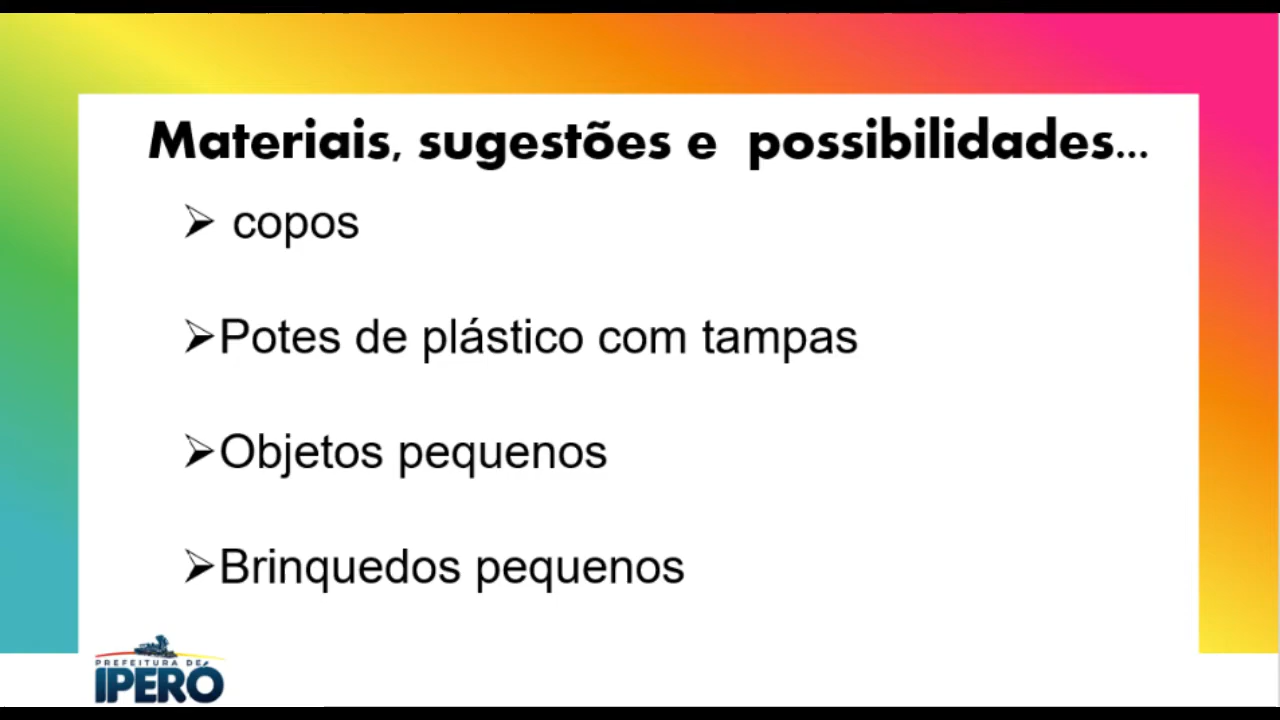 Materiais, sugestões e possibilidades...
➢ copos
➢Potes de plástico com tampas
➢Objetos pequenos
➢Brinquedos pequenos
PREFEITURA DE
IPERÓ